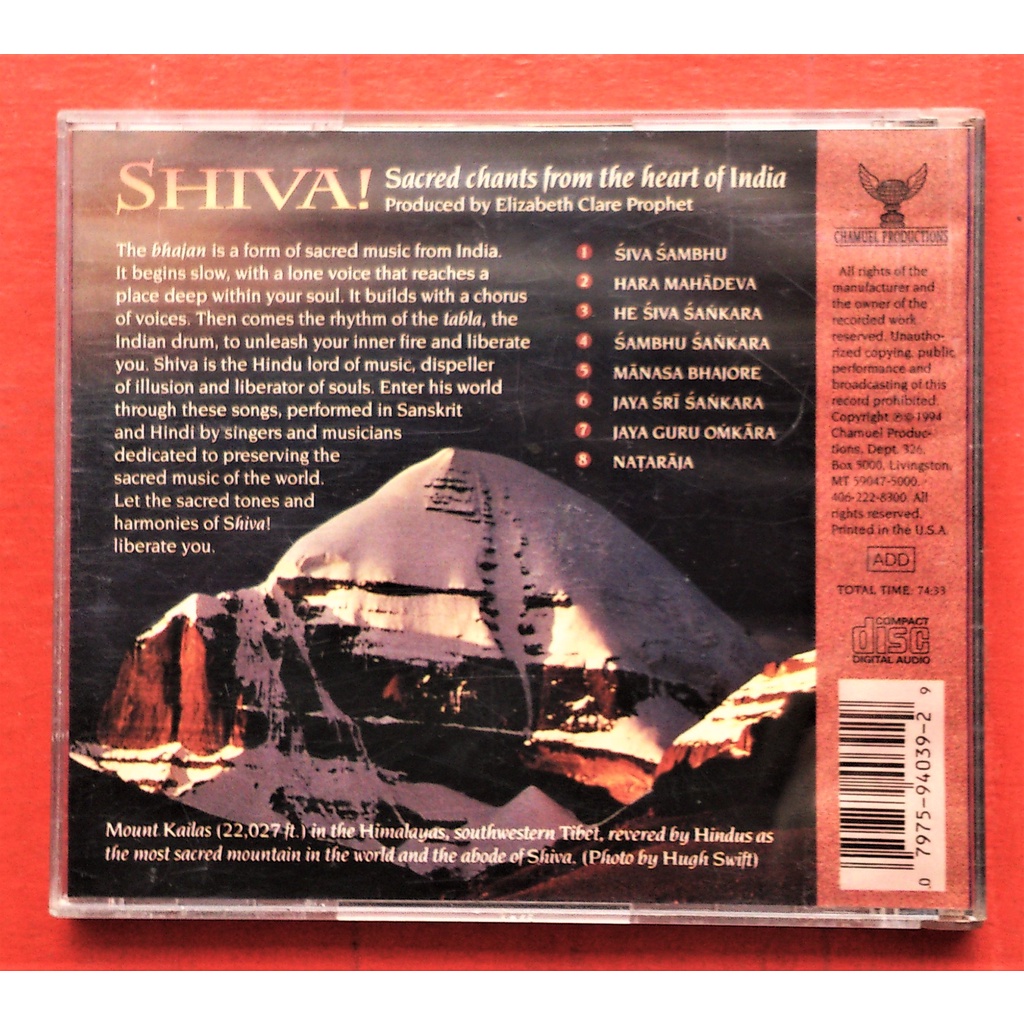 SHIVA! Sacred chants from the heart of India
Produced by Elizabeth Clare Prophet
The bhajan is a form of sacred music from India.
It begins slow, with a lone voice that reaches a
place deep within your soul. It builds with a chorus
of voices. Then comes the rhythm of the tabla, the
Indian drum, to unleash your inner fire and liberate
you. Shiva is the Hindu lord of music, dispeller
of illusion and liberator of souls. Enter his world
through these songs, performed in Sanskrit
and Hindi by singers and musicians
dedicated to preserving the
sacred music of the world.
Let the sacred tones and
harmonies of Shiva!
liberate you.
1 ŚIVA ŚAMBHU
2 HARA MAHĀDEVA
3 HE ŚIVA ŚAṄKARA
4 ŚAMBHU ŚAṄKARA
5 MĀNASA BHAJORE
6 JAYA ŚRĪ ŚAṄKARA
7 JAYA GURU OṀKĀRA
8 NAṬARĀJA
Mount Kailas (22,027 ft.) in the Himalayas, southwestern Tibet, revered by Hindus as
the most sacred mountain in the world and the abode of Shiva. (Photo by Hugh Swift)
CHAMUEL PRODUCTIONS
All rights of the
manufacturer and
the owner of the
recorded work
reserved. Unautho-
rized copying, public
performance and
broadcasting of this
record prohibited.
Copyright ℗© 1994
Chamuel Produc-
tions, Dept. 326,
Box 5000, Livingston,
MT 59047-5000.
406-222-8300. All
rights reserved.
Printed in the U.S.A.
ADD
TOTAL TIME: 74:33
COMPACT
disc
DIGITAL AUDIO
0 7975-94039-2 9